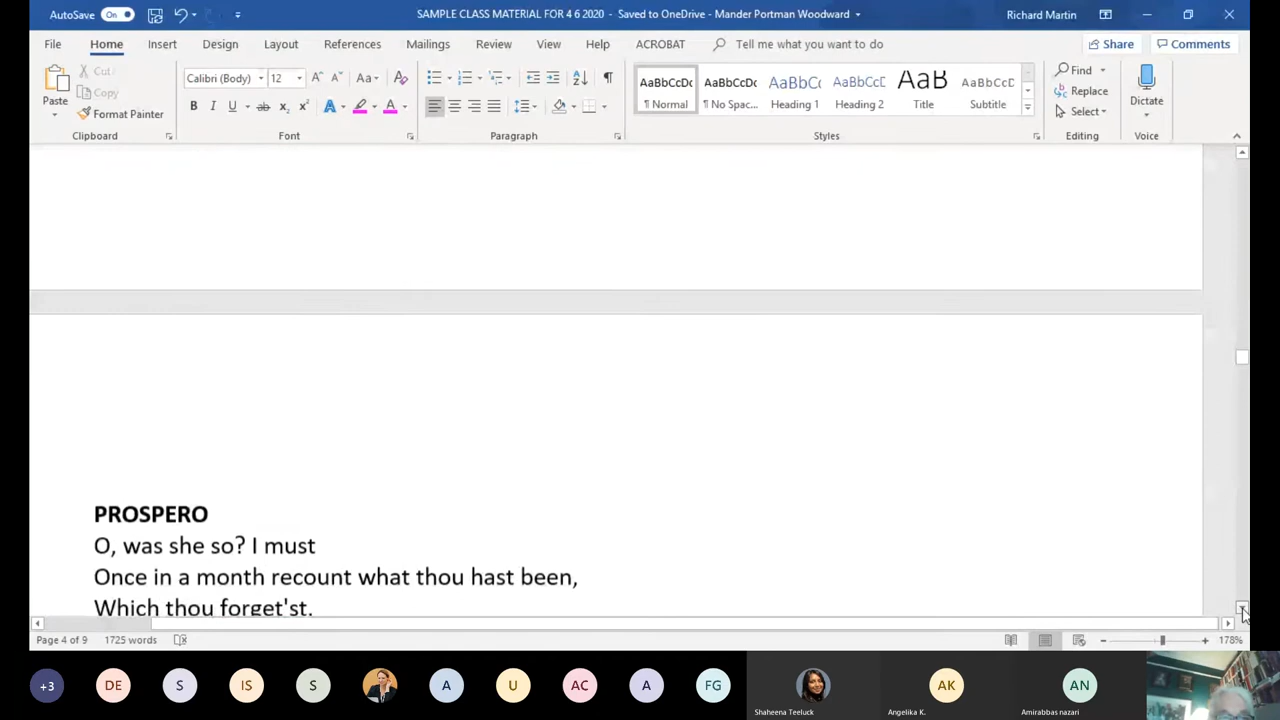 AutoSave On SAMPLE CLASS MATERIAL FOR 4 6 2020 - Saved to OneDrive - Mander Portman Woodward Richard Martin
File Home Insert Design Layout References Mailings Review View Help ACROBAT Tell me what you want to do Share Comments
Paste Cut Copy Format Painter
Calibri (Body) 12 Aa
B I U ab x₂ x² A A
AaBbCcDc ¶ Normal
AaBbCcDc ¶ No Spac...
AaBbC( Heading 1
AaBbCcE Heading 2
AaB Title
AaBbCcD Subtitle
Find
Replace
Select
Dictate
Clipboard Font Paragraph Styles Editing Voice
PROSPERO
O, was she so? I must
Once in a month recount what thou hast been,
Which thou forget'st.
Page 4 of 9 1725 words 178%
+3 DE S IS S A U AC A FG AK AN
Shaheena Teeluck Angelika K. Amirabbas nazari